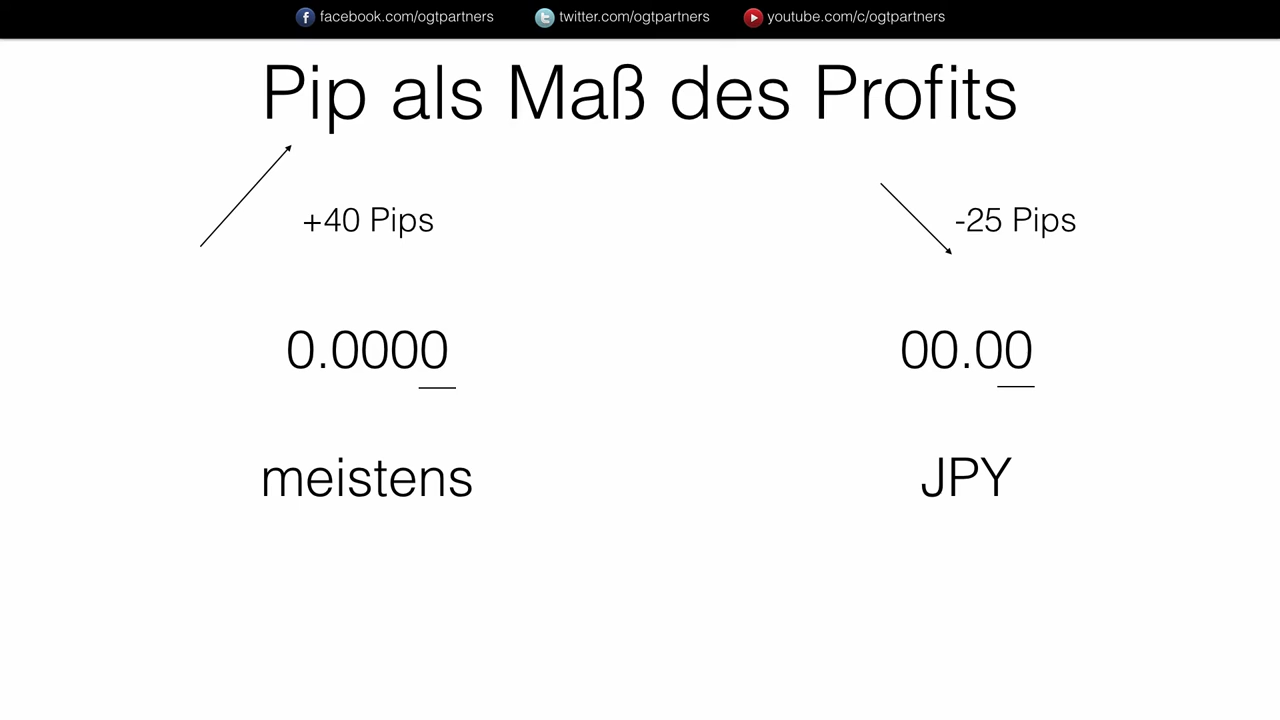 facebook.com/ogtpartners twitter.com/ogtpartners youtube.com/c/ogtpartners
Pip als Maß des Profits
+40 Pips -25 Pips
0.0000 00.00
meistens JPY